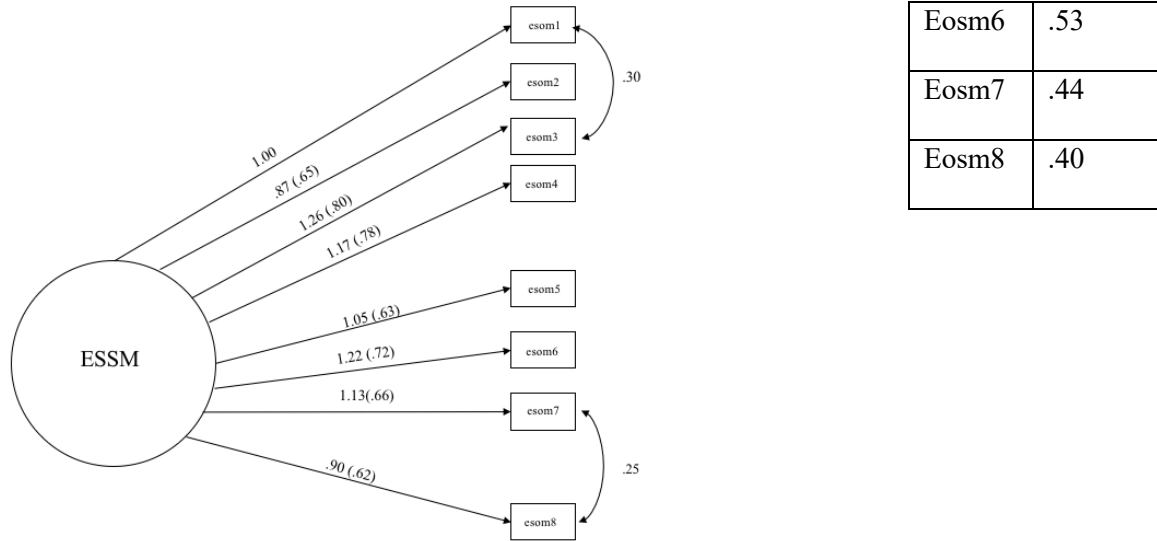 esom1
esom2
esom3
esom4
esom5
esom6
esom7
esom8
.30
.25
1.00
.87 (.65)
1.26 (.80)
1.17 (.78)
1.05 (.63)
1.22 (.72)
1.13(.66)
.90 (.62)
ESSM
Eosm6 .53
Eosm7 .44
Eosm8 .40